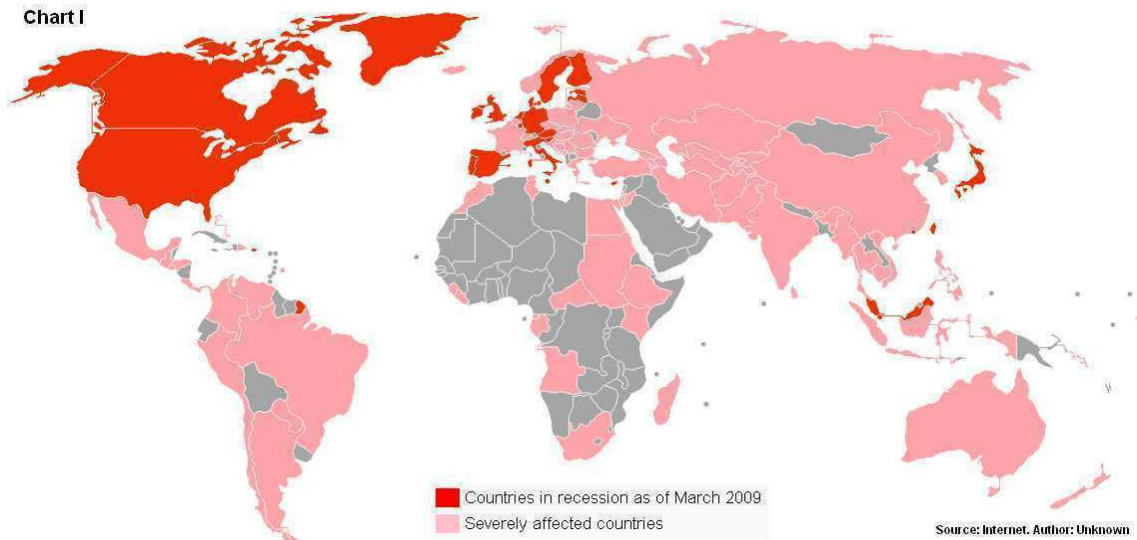 Chart I
Countries in recession as of March 2009
Severely affected countries
Source: Internet. Author: Unknown